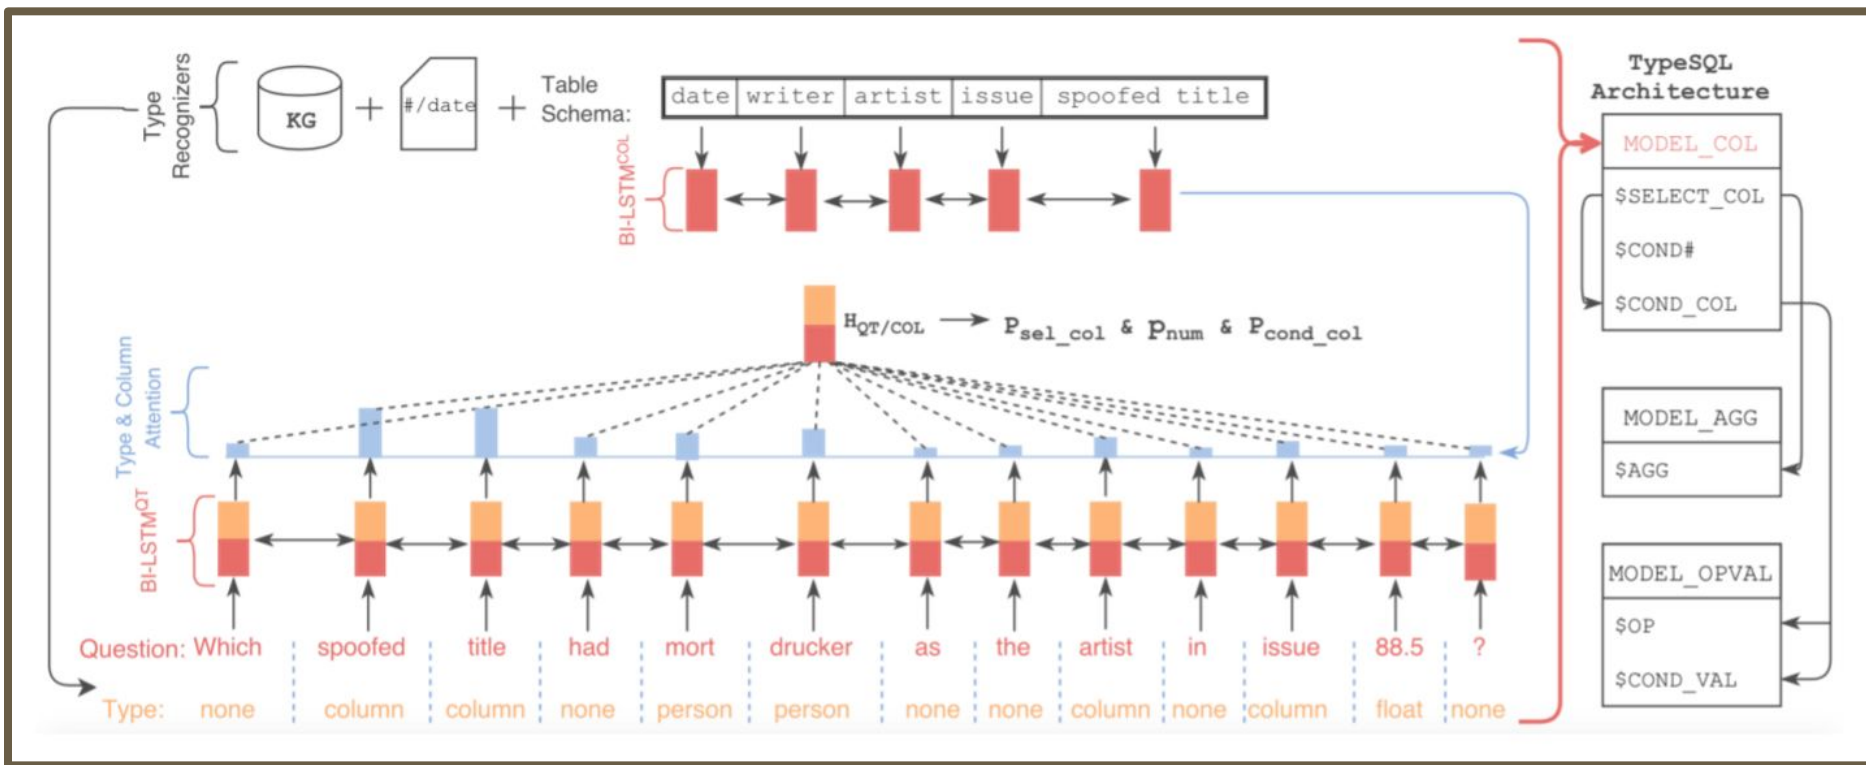 Type Recognizers
KG
+
#/date
+
Table
Schema:
date writer artist issue spoofed title
BI-LSTM^COL
H_QT/COL P_sel_col & p_num & P_cond_col
Type & Column
Attention
BI-LSTM^QT
Question: Which spoofed title had mort drucker as the artist in issue 88.5 ?
Type: none column column none person person none none column none column float none
TypeSQL
Architecture
MODEL_COL
$SELECT_COL
$COND#
$COND_COL
MODEL_AGG
$AGG
MODEL_OPVAL
$OP
$COND_VAL